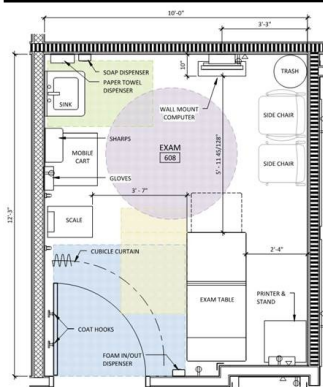 10'-0"
3'-3"
10"
SOAP DISPENSER
PAPER TOWEL
DISPENSER
TRASH
SINK
WALL MOUNT
COMPUTER
SIDE CHAIR
SHARPS
EXAM
608
MOBILE
CART
5' - 11 45/128"
SIDE CHAIR
GLOVES
12'-3"
3' - 7"
SCALE
2'-4"
CUBICLE CURTAIN
EXAM TABLE
PRINTER &
STAND
COAT HOOKS
FOAM IN/OUT
DISPENSER